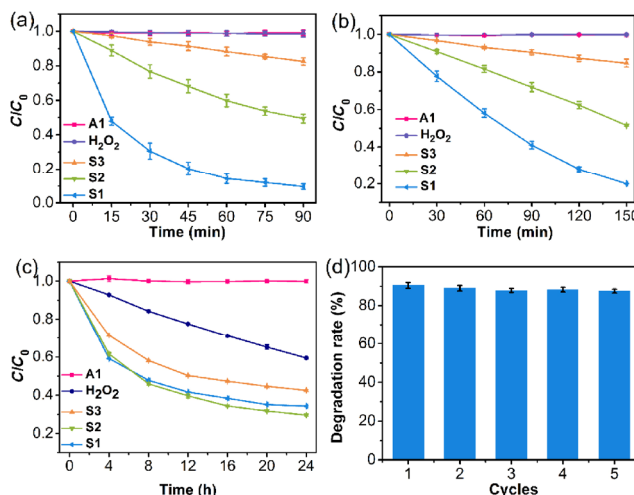 (a)
C/C₀
1.0
0.8
0.6
0.4
0.2
0.0
A1
H₂O₂
S3
S2
S1
0 15 30 45 60 75 90
Time (min)
(b)
C/C₀
1.0
0.8
0.6
0.4
0.2
A1
H₂O₂
S3
S2
S1
0 30 60 90 120 150
Time (min)
(c)
C/C₀
1.0
0.8
0.6
0.4
0.2
A1
H₂O₂
S3
S2
S1
0 4 8 12 16 20 24
Time (h)
(d)
Degradation rate (%)
100
80
60
40
20
0
1 2 3 4 5
Cycles